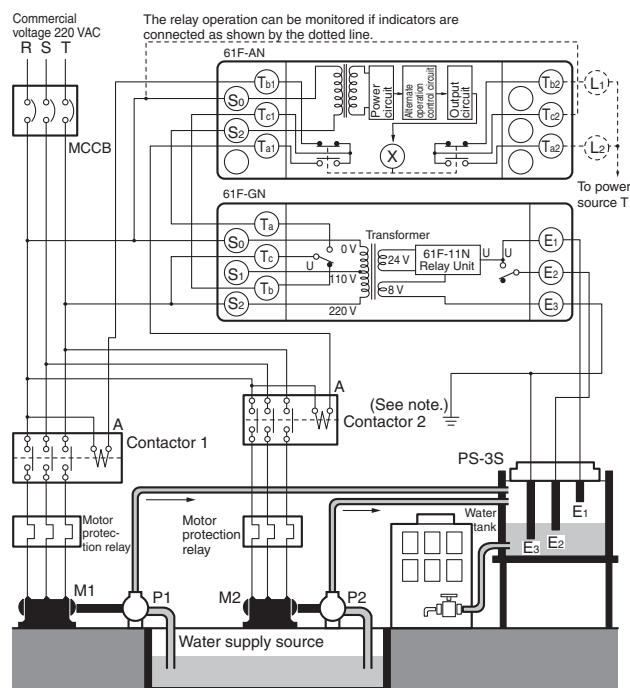 Commercial
voltage 220 VAC
The relay operation can be monitored if indicators are
connected as shown by the dotted line.
R S T
61F-AN
MCCB
Tb1
S0
Tc1
S2
Ta1
Power
circuit
Alternate
operation
control circuit
Output
circuit
X
Tb2
Tc2
Ta2
L1
L2
To power
source T
61F-GN
Ta
S0
Tc
S1
Tb
S2
U
0 V
110 V
220 V
Transformer
24 V
8 V
61F-11N
Relay Unit
U U
E1
E2
E3
A
Contactor 1
A
Contactor 2
(See note.)
PS-3S
Motor
protec-
tion relay
Motor
protection
relay
Water
tank
E1
E2
E3
M1
P1
M2
P2
Water supply source